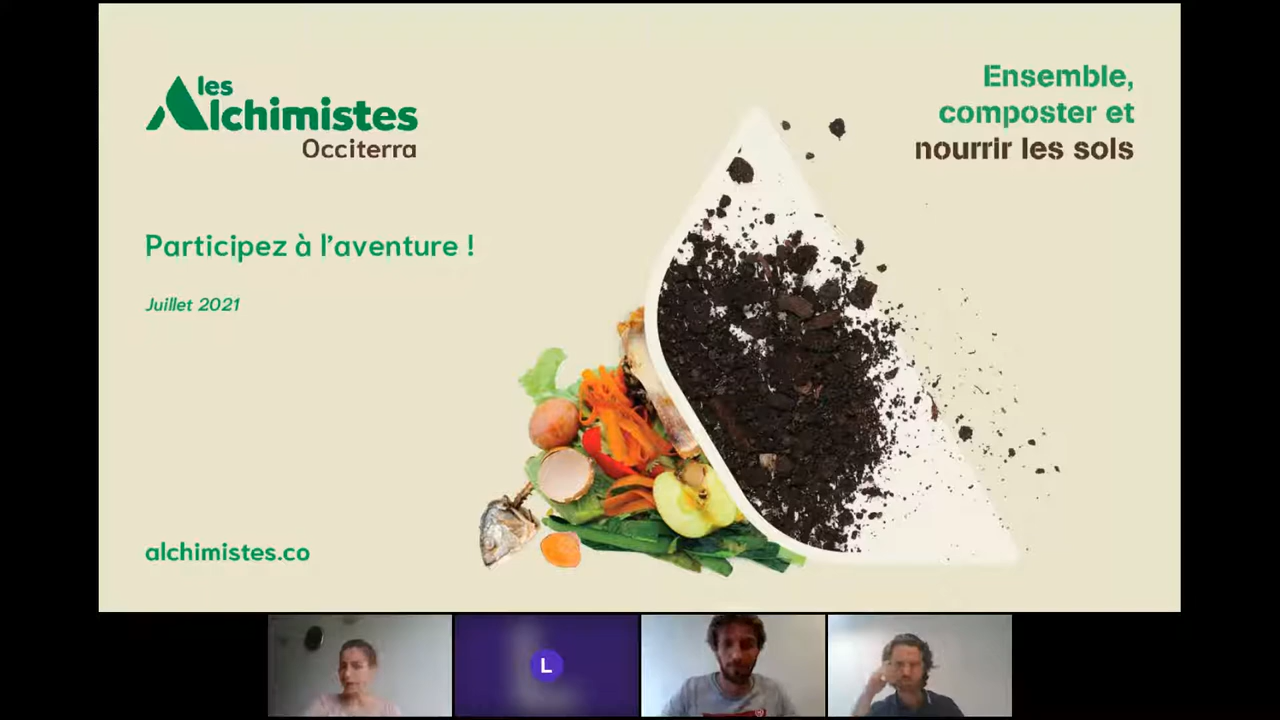 les
Alchimistes
Occiterra
Ensemble,
composter et
nourrir les sols
Participez à l'aventure !
Juillet 2021
alchimistes.co
L